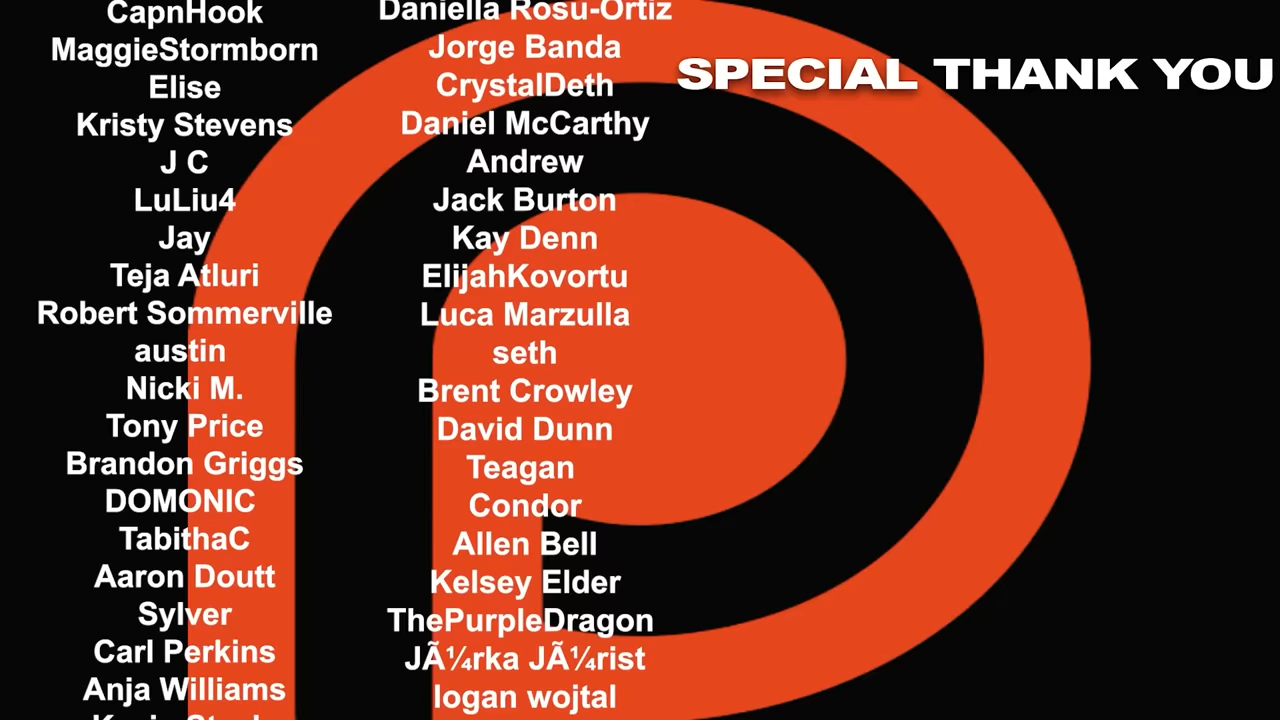 CapnHook
MaggieStormborn
Elise
Kristy Stevens
J C
LuLiu4
Jay
Teja Atluri
Robert Sommerville
austin
Nicki M.
Tony Price
Brandon Griggs
DOMONIC
TabithaC
Aaron Doutt
Sylver
Carl Perkins
Anja Williams
Daniella Rosu-Ortiz
Jorge Banda
CrystalDeth
Daniel McCarthy
Andrew
Jack Burton
Kay Denn
ElijahKovortu
Luca Marzulla
seth
Brent Crowley
David Dunn
Teagan
Condor
Allen Bell
Kelsey Elder
ThePurpleDragon
JÃ¼rka JÃ¼rist
logan wojtal
SPECIAL THANK YOU